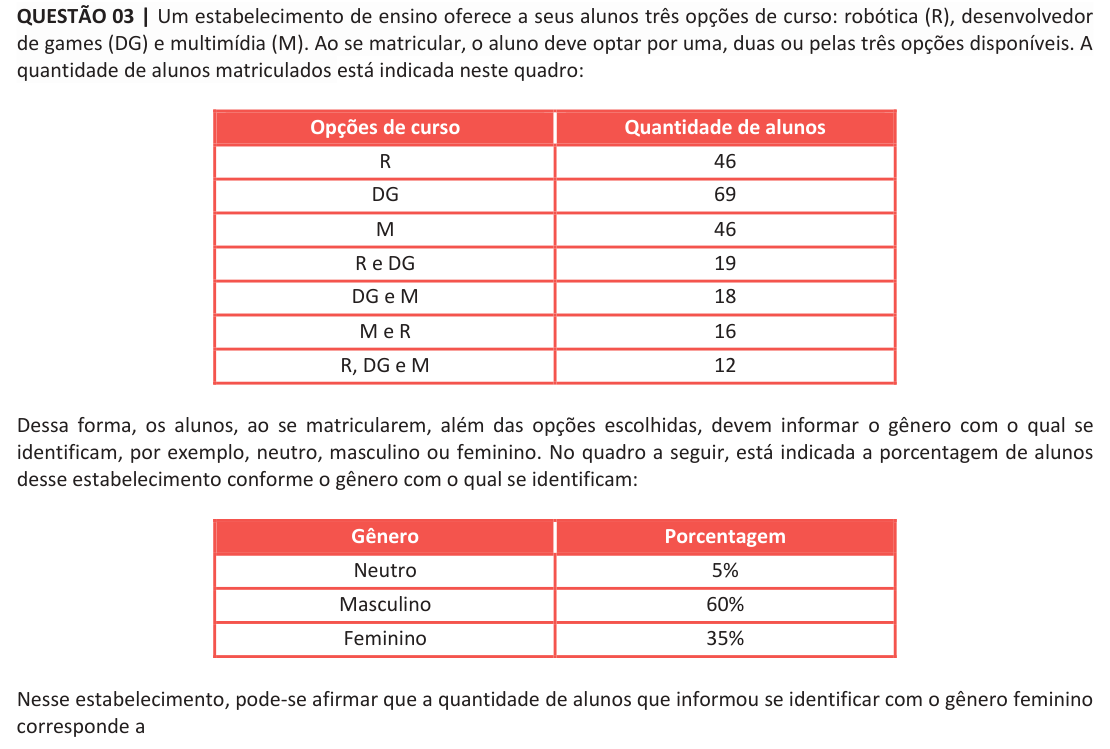 QUESTÃO 03 | Um estabelecimento de ensino oferece a seus alunos três opções de curso: robótica (R), desenvolvedor
de games (DG) e multimídia (M). Ao se matricular, o aluno deve optar por uma, duas ou pelas três opções disponíveis. A
quantidade de alunos matriculados está indicada neste quadro:
Opções de curso Quantidade de alunos
R 46
DG 69
M 46
R e DG 19
DG e M 18
M e R 16
R, DG e M 12
Dessa forma, os alunos, ao se matricularem, além das opções escolhidas, devem informar o gênero com o qual se
identificam, por exemplo, neutro, masculino ou feminino. No quadro a seguir, está indicada a porcentagem de alunos
desse estabelecimento conforme o gênero com o qual se identificam:
Gênero Porcentagem
Neutro 5%
Masculino 60%
Feminino 35%
Nesse estabelecimento, pode-se afirmar que a quantidade de alunos que informou se identificar com o gênero feminino
corresponde a